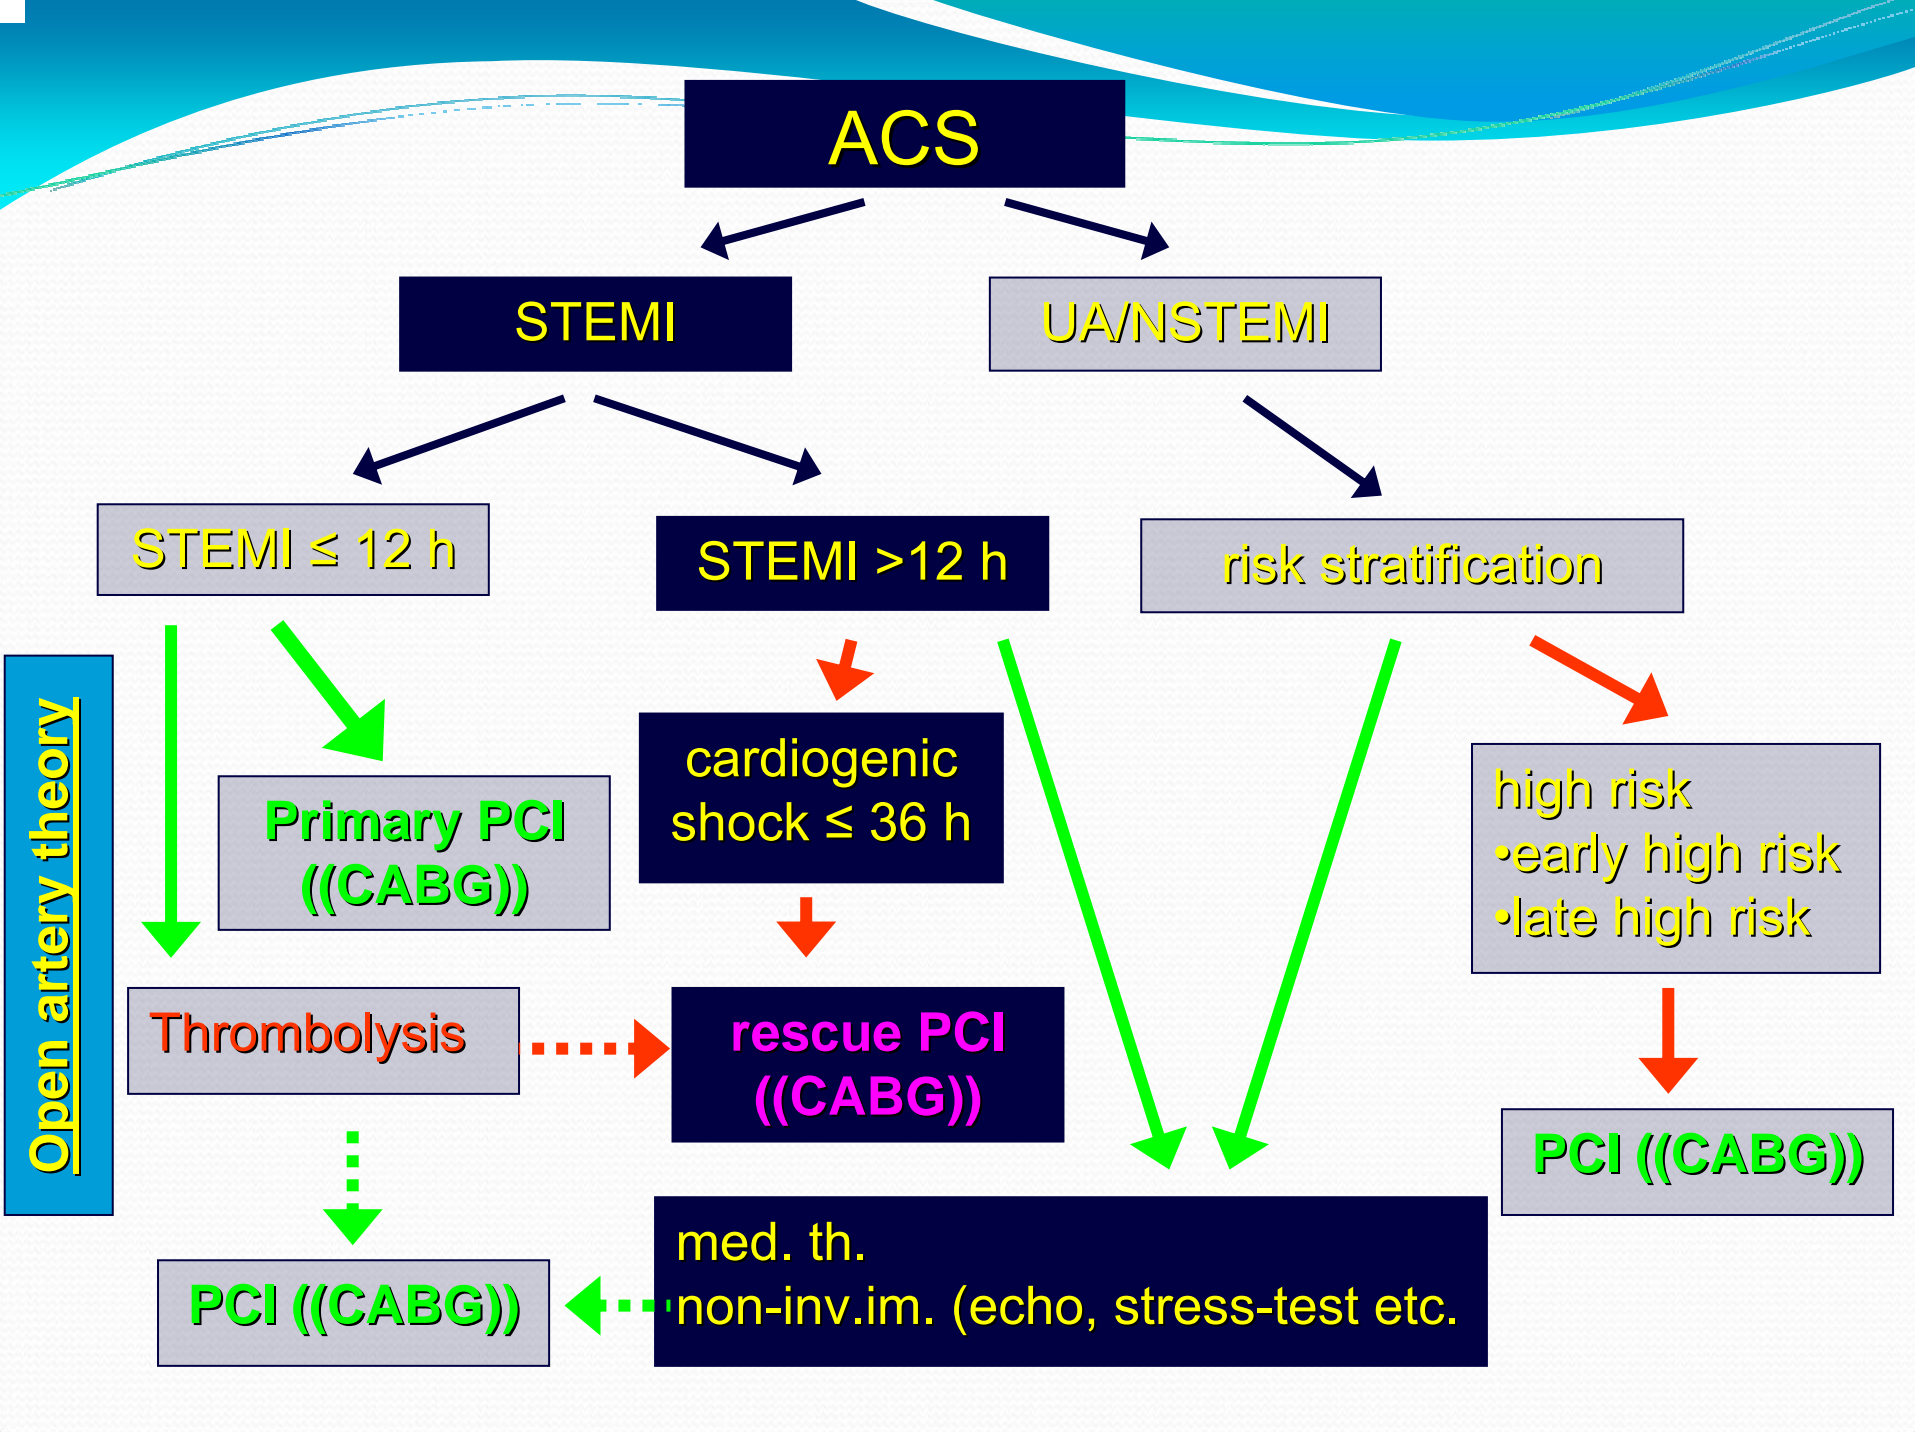 ACS
STEMI
UA/NSTEMI
STEMI ≤ 12 h
STEMI >12 h
risk stratification
Open artery theory
Primary PCI
((CABG))
cardiogenic
shock ≤ 36 h
high risk
•early high risk
•late high risk
Thrombolysis
rescue PCI
((CABG))
PCI ((CABG))
med. th.
non-inv.im. (echo, stress-test etc.
PCI ((CABG))